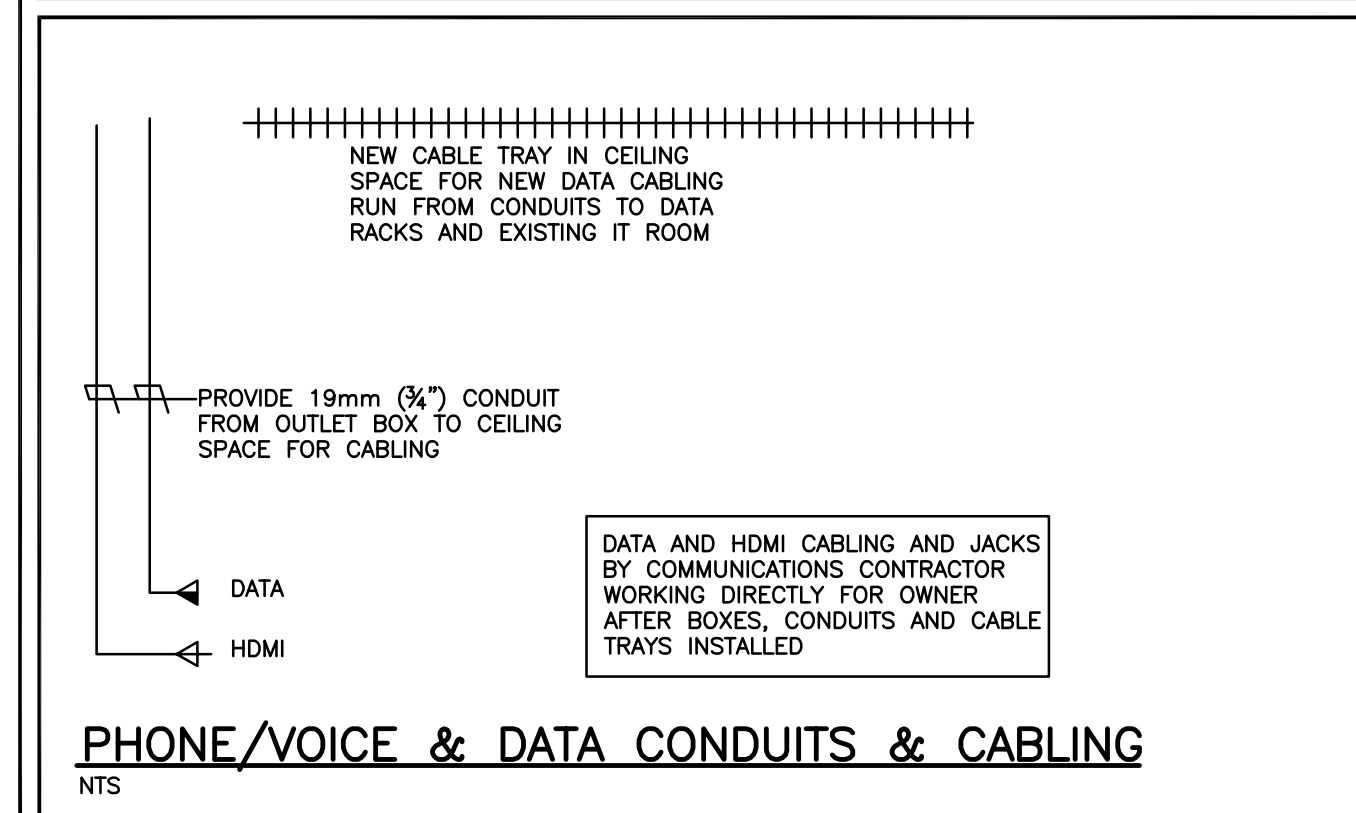 NEW CABLE TRAY IN CEILING
SPACE FOR NEW DATA CABLING
RUN FROM CONDUITS TO DATA
RACKS AND EXISTING IT ROOM
PROVIDE 19mm (¾") CONDUIT
FROM OUTLET BOX TO CEILING
SPACE FOR CABLING
DATA
HDMI
DATA AND HDMI CABLING AND JACKS
BY COMMUNICATIONS CONTRACTOR
WORKING DIRECTLY FOR OWNER
AFTER BOXES, CONDUITS AND CABLE
TRAYS INSTALLED
PHONE/VOICE & DATA CONDUITS & CABLING
NTS